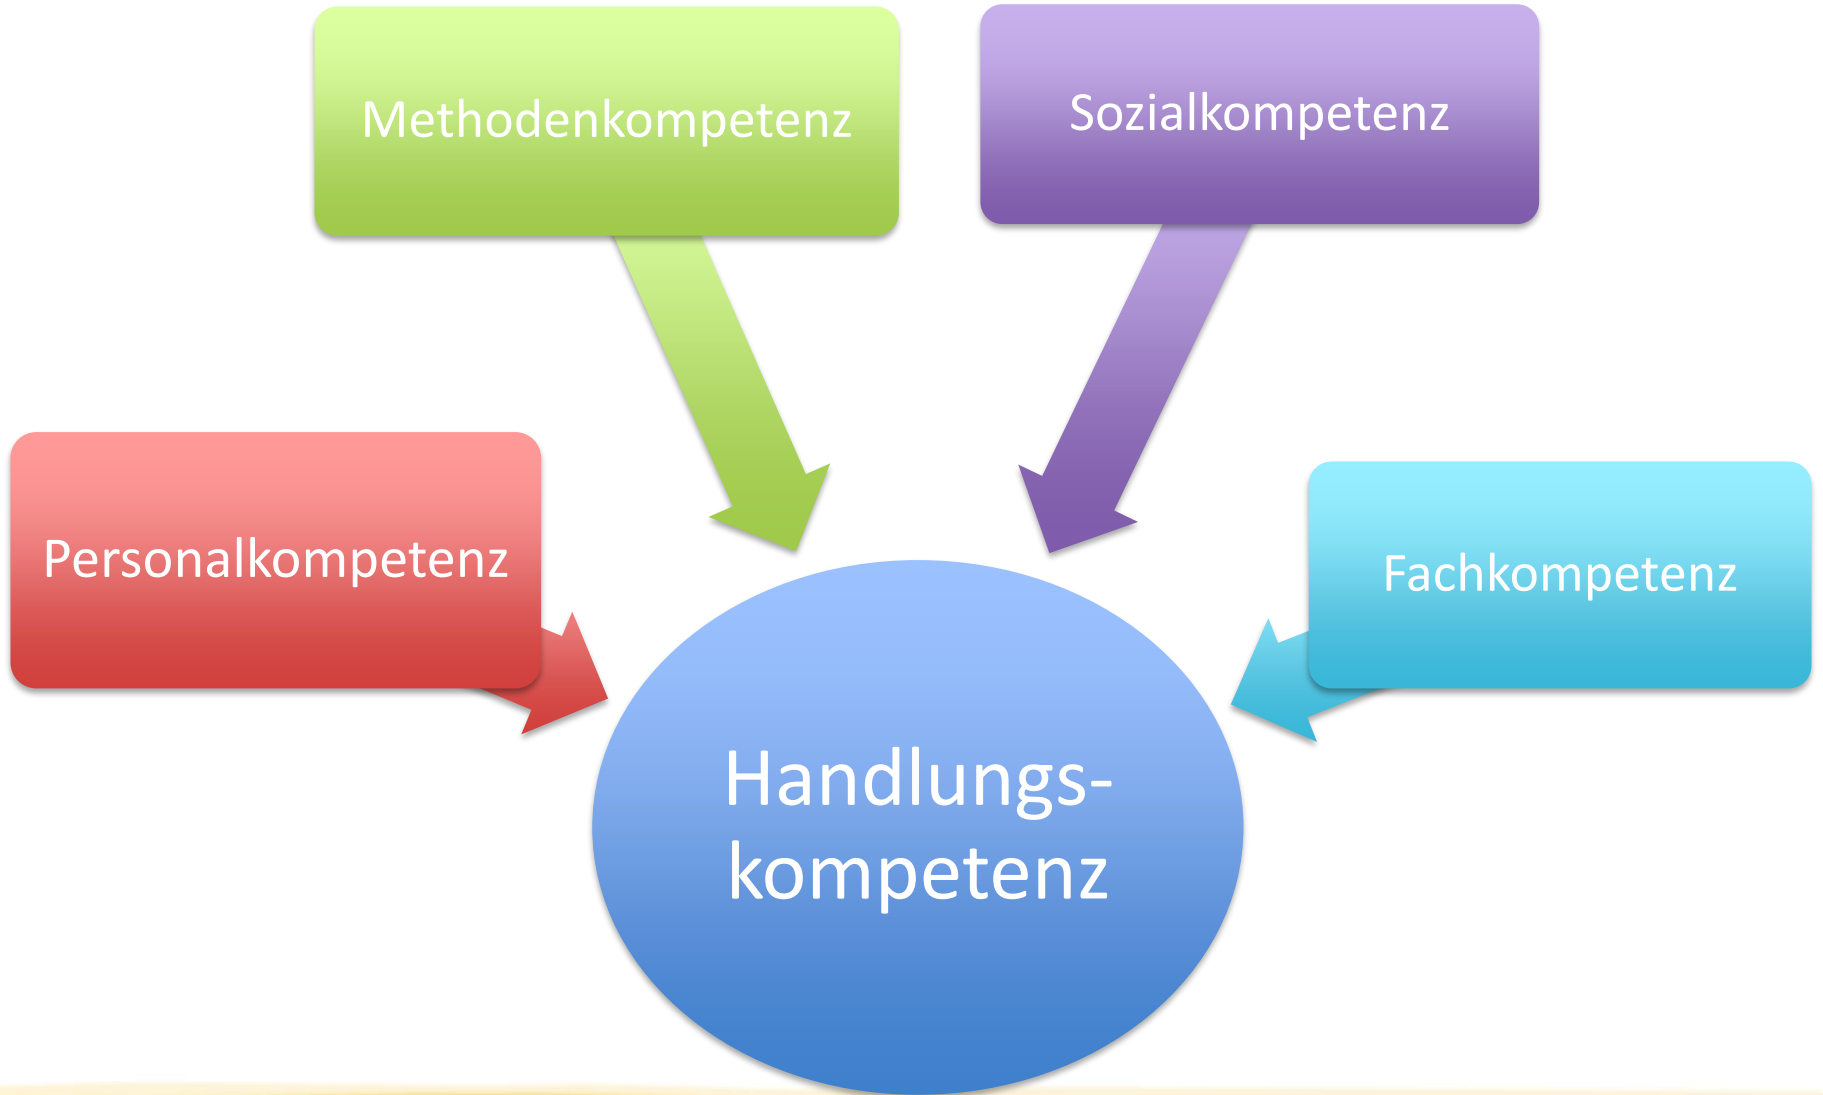 Methodenkompetenz
Sozialkompetenz
Personalkompetenz
Fachkompetenz
Handlungs-
kompetenz